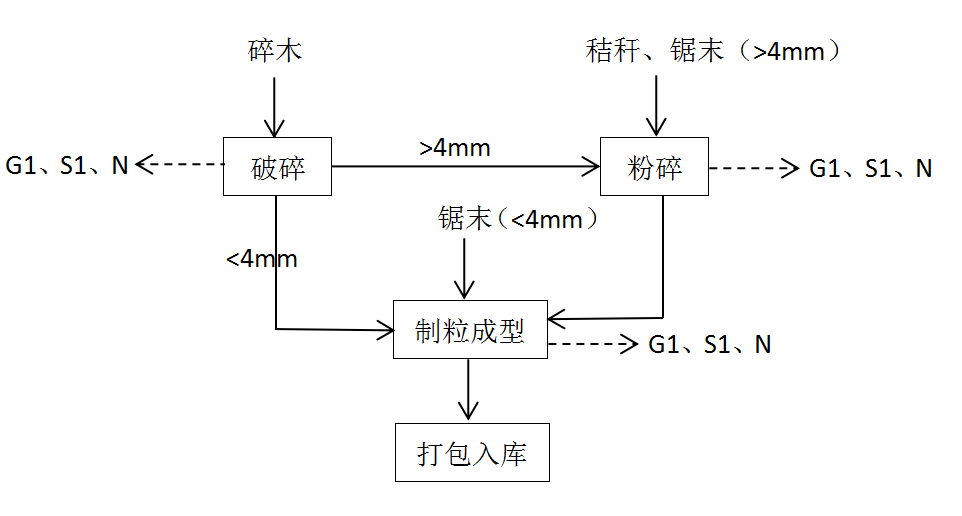 碎木
秸秆、锯末（>4mm）
G1、S1、N
破碎
>4mm
粉碎
G1、S1、N
锯末（<4mm）
<4mm
制粒成型
G1、S1、N
打包入库